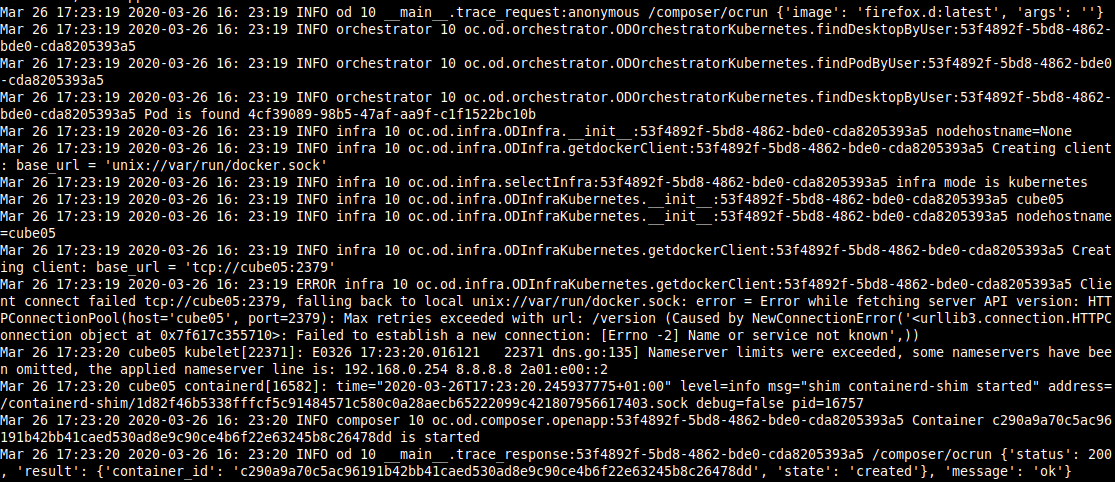 Mar 26 17:23:19 2020-03-26 16: 23:19 INFO od 10 __main__.trace_request:anonymous /composer/ocrun {'image': 'firefox.d:latest', 'args': ''}
Mar 26 17:23:19 2020-03-26 16: 23:19 INFO orchestrator 10 oc.od.orchestrator.ODOrchestratorKubernetes.findDesktopByUser:53f4892f-5bd8-4862-
bde0-cda8205393a5
Mar 26 17:23:19 2020-03-26 16: 23:19 INFO orchestrator 10 oc.od.orchestrator.ODOrchestratorKubernetes.findPodByUser:53f4892f-5bd8-4862-bde0
-cda8205393a5
Mar 26 17:23:19 2020-03-26 16: 23:19 INFO orchestrator 10 oc.od.orchestrator.ODOrchestratorKubernetes.findDesktopByUser:53f4892f-5bd8-4862-
bde0-cda8205393a5 Pod is found 4cf39089-98b5-47af-aa9f-c1f1522bc10b
Mar 26 17:23:19 2020-03-26 16: 23:19 INFO infra 10 oc.od.infra.ODInfra.__init__:53f4892f-5bd8-4862-bde0-cda8205393a5 nodehostname=None
Mar 26 17:23:19 2020-03-26 16: 23:19 INFO infra 10 oc.od.infra.ODInfra.getdockerClient:53f4892f-5bd8-4862-bde0-cda8205393a5 Creating client
: base_url = 'unix://var/run/docker.sock'
Mar 26 17:23:19 2020-03-26 16: 23:19 INFO infra 10 oc.od.infra.selectInfra:53f4892f-5bd8-4862-bde0-cda8205393a5 infra mode is kubernetes
Mar 26 17:23:19 2020-03-26 16: 23:19 INFO infra 10 oc.od.infra.ODInfraKubernetes.__init__:53f4892f-5bd8-4862-bde0-cda8205393a5 cube05
Mar 26 17:23:19 2020-03-26 16: 23:19 INFO infra 10 oc.od.infra.ODInfraKubernetes.__init__:53f4892f-5bd8-4862-bde0-cda8205393a5 nodehostname
=cube05
Mar 26 17:23:19 2020-03-26 16: 23:19 INFO infra 10 oc.od.infra.ODInfraKubernetes.getdockerClient:53f4892f-5bd8-4862-bde0-cda8205393a5 Creat
ing client: base_url = 'tcp://cube05:2379'
Mar 26 17:23:19 2020-03-26 16: 23:19 ERROR infra 10 oc.od.infra.ODInfraKubernetes.getdockerClient:53f4892f-5bd8-4862-bde0-cda8205393a5 Clie
nt connect failed tcp://cube05:2379, falling back to local unix://var/run/docker.sock: error = Error while fetching server API version: HTT
PConnectionPool(host='cube05', port=2379): Max retries exceeded with url: /version (Caused by NewConnectionError('<urllib3.connection.HTTPC
onnection object at 0x7f617c355710>: Failed to establish a new connection: [Errno -2] Name or service not known',))
Mar 26 17:23:20 cube05 kubelet[22371]: E0326 17:23:20.016121   22371 dns.go:135] Nameserver limits were exceeded, some nameservers have bee
n omitted, the applied nameserver line is: 192.168.0.254 8.8.8.8 2a01:e00::2
Mar 26 17:23:20 cube05 containerd[16582]: time="2020-03-26T17:23:20.245937775+01:00" level=info msg="shim containerd-shim started" address=
/containerd-shim/1d82f46b5338fffcf5c91484571c580c0a28aecb65222099c421807956617403.sock debug=false pid=16757
Mar 26 17:23:20 2020-03-26 16: 23:20 INFO composer 10 oc.od.composer.openapp:53f4892f-5bd8-4862-bde0-cda8205393a5 Container c290a9a70c5ac96
191b42bb41caed530ad8e9c90ce4b6f22e63245b8c26478dd is started
Mar 26 17:23:20 2020-03-26 16: 23:20 INFO od 10 __main__.trace_response:53f4892f-5bd8-4862-bde0-cda8205393a5 /composer/ocrun {'status': 200
, 'result': {'container_id': 'c290a9a70c5ac96191b42bb41caed530ad8e9c90ce4b6f22e63245b8c26478dd', 'state': 'created'}, 'message': 'ok'}